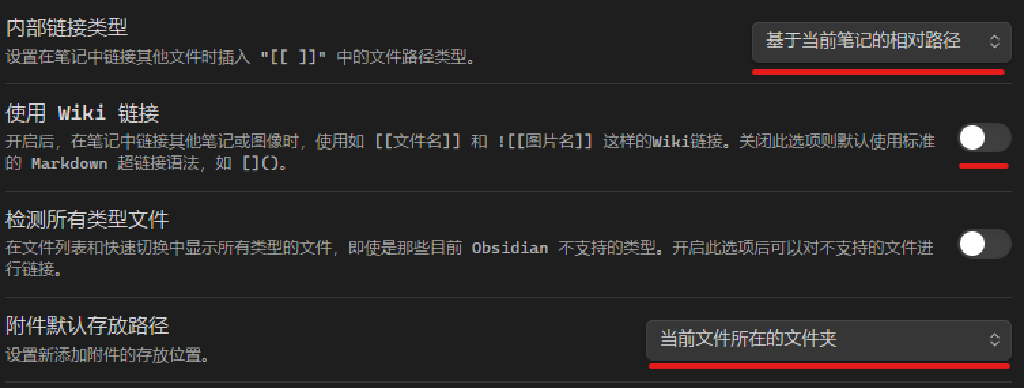 内部链接类型
设置在笔记中链接其他文件时插入 "[[ ]]" 中的文件路径类型。
基于当前笔记的相对路径
使用 Wiki 链接
开启后，在笔记中链接其他笔记或图像时，使用如 [[文件名]] 和 ![[图片名]] 这样的Wiki链接。关闭此选项则默认使用标准
的 Markdown 超链接语法，如 []()。
检测所有类型文件
在文件列表和快速切换中显示所有类型的文件，即使是那些目前 Obsidian 不支持的类型。开启此选项后可以对不支持的文件进
行链接。
附件默认存放路径
设置新添加附件的存放位置。
当前文件所在的文件夹